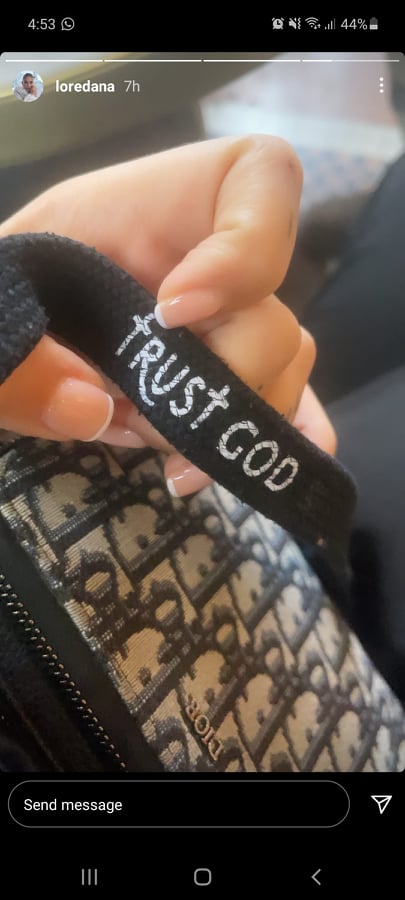 4:53
44%
loredana 7h
tRUSt GOD
DIOR
Send message